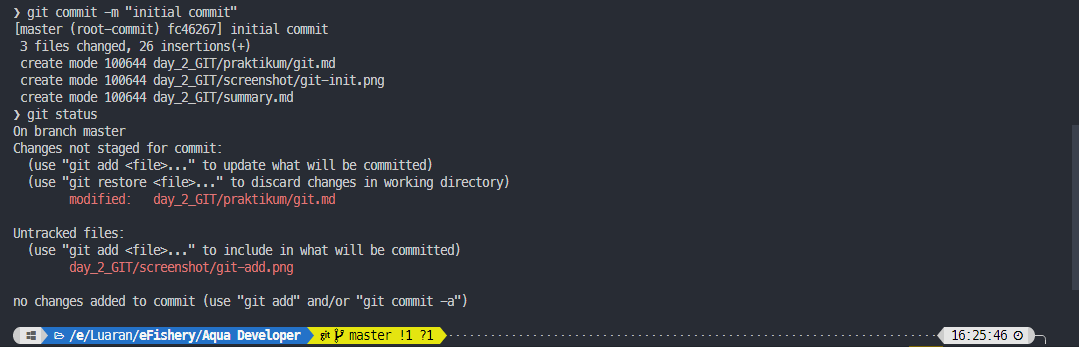 ❯ git commit -m "initial commit"
[master (root-commit) fc46267] initial commit
 3 files changed, 26 insertions(+)
 create mode 100644 day_2_GIT/praktikum/git.md
 create mode 100644 day_2_GIT/screenshot/git-init.png
 create mode 100644 day_2_GIT/summary.md
❯ git status
On branch master
Changes not staged for commit:
  (use "git add <file>..." to update what will be committed)
  (use "git restore <file>..." to discard changes in working directory)
        modified:   day_2_GIT/praktikum/git.md

Untracked files:
  (use "git add <file>..." to include in what will be committed)
        day_2_GIT/screenshot/git-add.png

no changes added to commit (use "git add" and/or "git commit -a")

/e/Luaran/eFishery/Aqua Developer git master !1 ?1 16:25:46